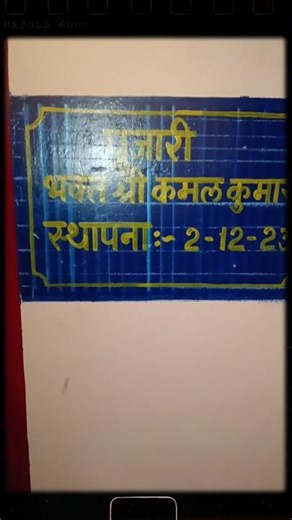 पुजारी
भक्त श्री कमल कुमार
स्थापना :- 2-12-23